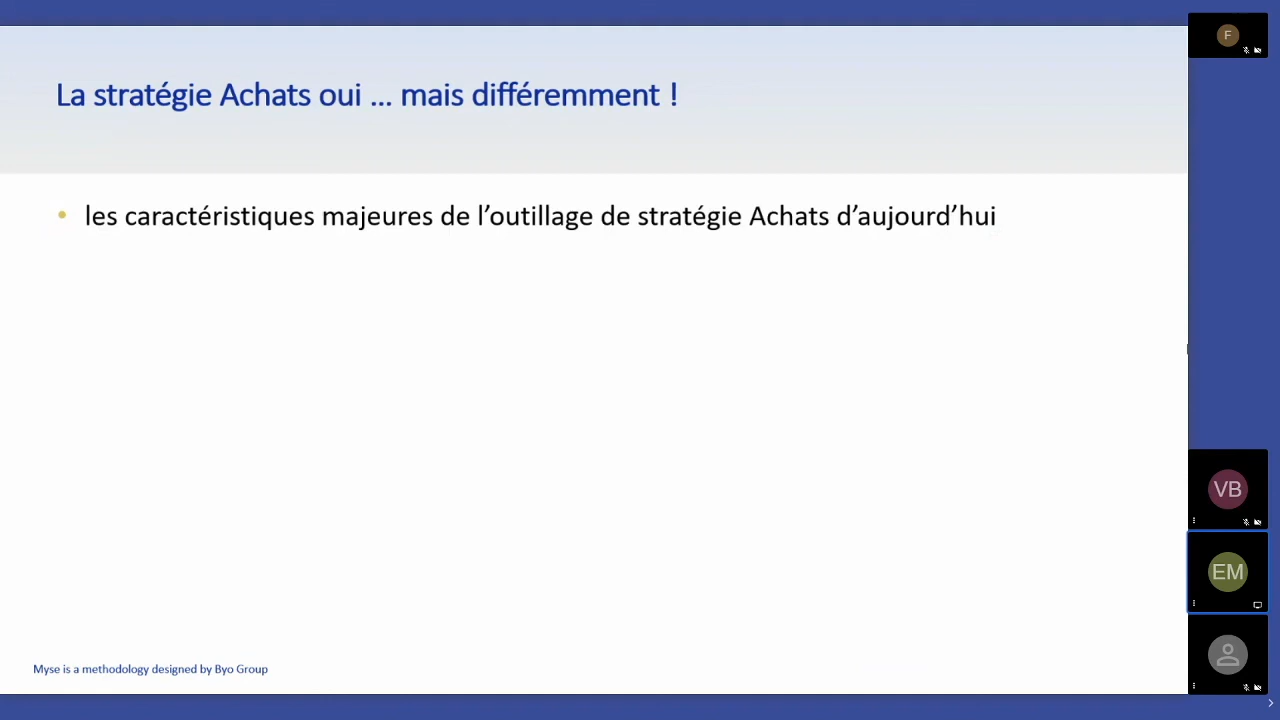 La stratégie Achats oui … mais différemment !
• les caractéristiques majeures de l’outillage de stratégie Achats d’aujourd’hui
Myse is a methodology designed by Byo Group
F
VB
EM